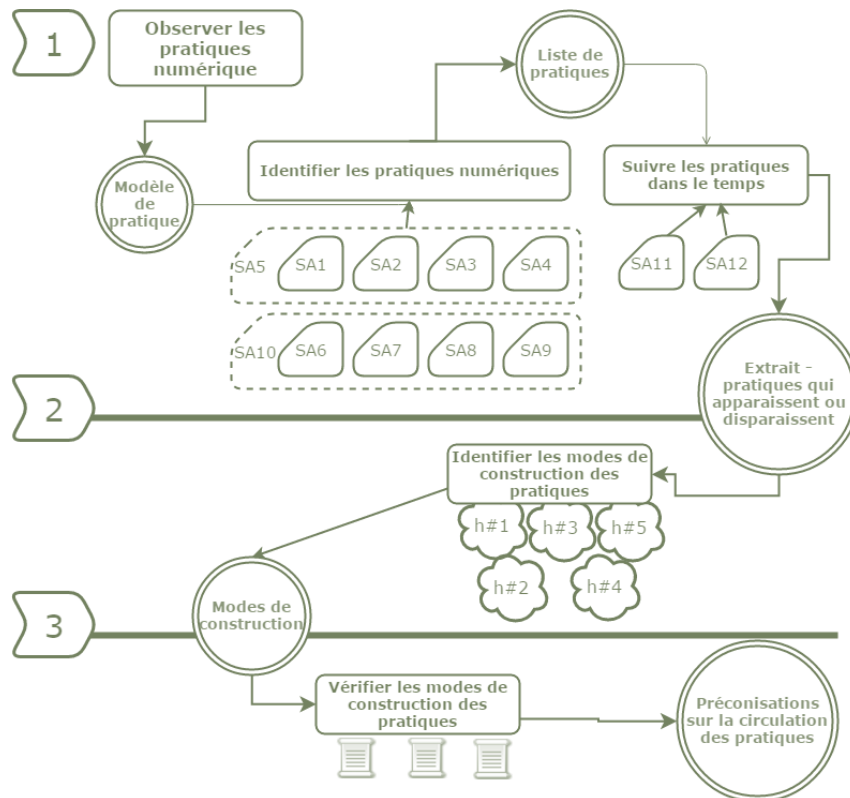 1
Observer les
pratiques
numérique
Liste de
pratiques
Identifier les pratiques numériques
Suivre les pratiques
dans le temps
Modèle
de
pratique
SA5
SA1
SA2
SA3
SA4
SA11
SA12
SA10
SA6
SA7
SA8
SA9
Extrait -
pratiques qui
apparaissent ou
disparaissent
2
Identifier les modes de
construction des
pratiques
h#1
h#3
h#5
h#2
h#4
3
Modes de
construction
Vérifier les modes de
construction des
pratiques
Préconisations
sur la circulation
des pratiques